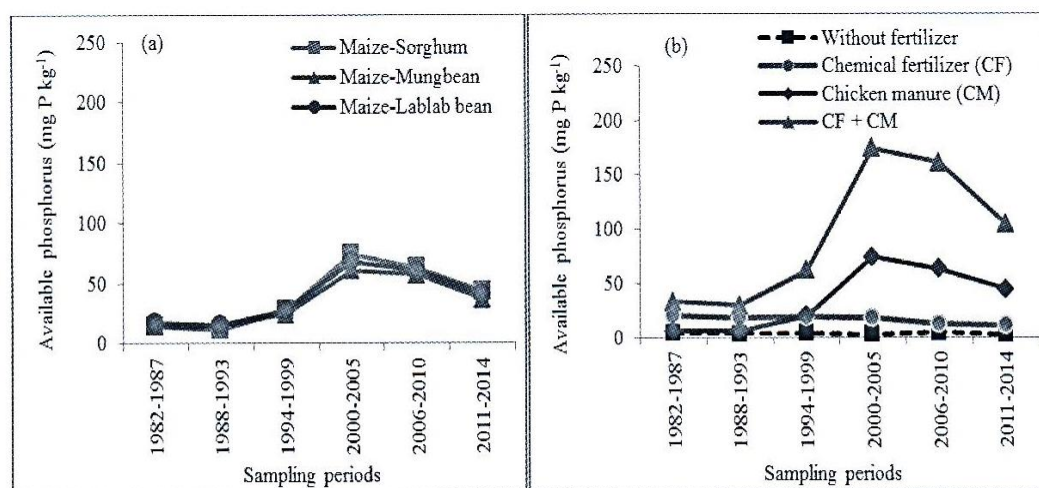 (a)
Maize-Sorghum
Maize-Mungbean
Maize-Lablab bean
Available phosphorus (mg P kg-1)
250
200
150
100
50
0
1982-1987
1988-1993
1994-1999
2000-2005
2006-2010
2011-2014
Sampling periods
(b)
Without fertilizer
Chemical fertilizer (CF)
Chicken manure (CM)
CF + CM
Available phosphorus (mg P kg-1)
250
200
150
100
50
0
1982-1987
1988-1993
1994-1999
2000-2005
2006-2010
2011-2014
Sampling periods